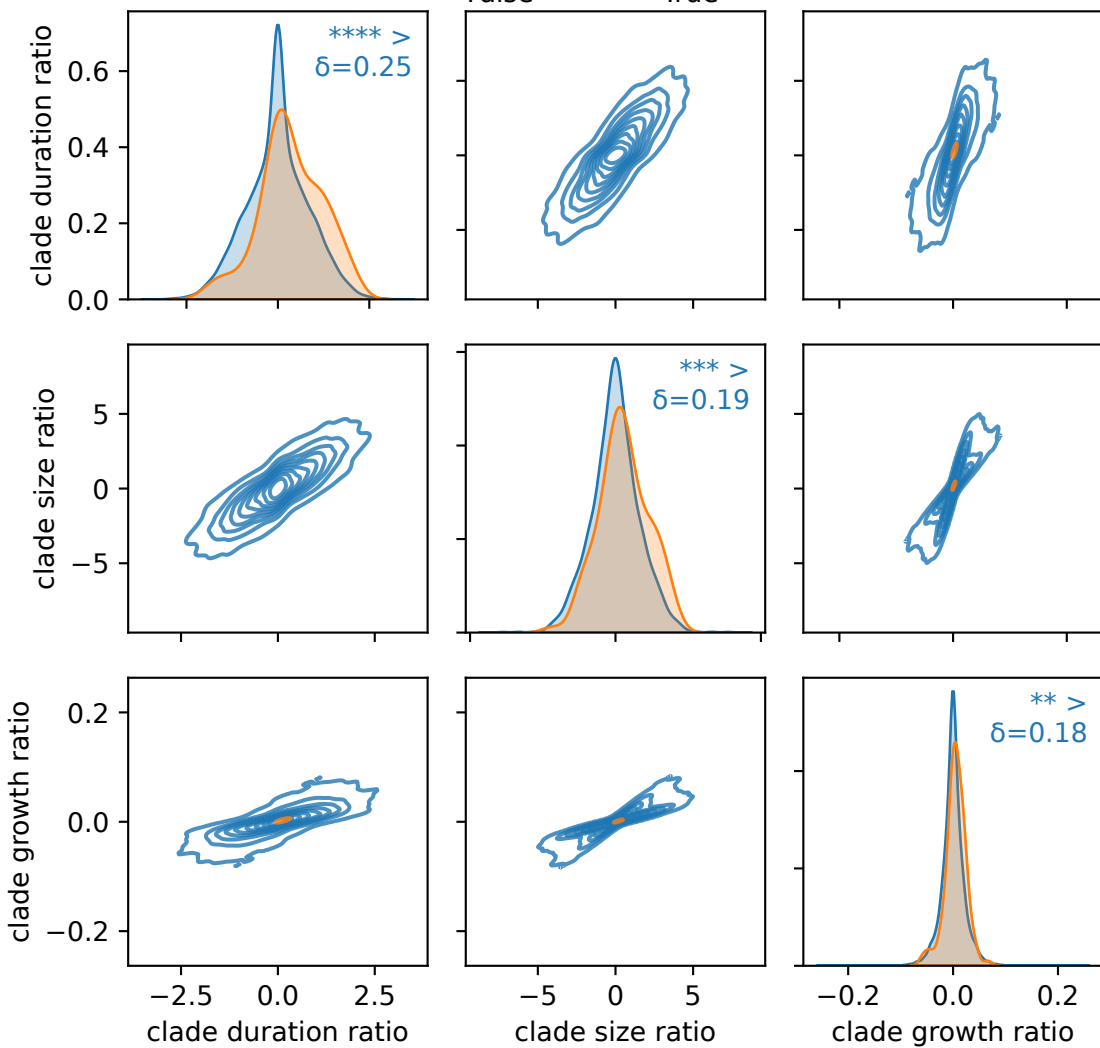 True
clade duration ratio
0.6
0.4
0.2
0.0
**** >
δ=0.25
clade size ratio
5
0
−5
*** >
δ=0.19
clade growth ratio
0.2
0.0
−0.2
** >
δ=0.18
−2.5 0.0 2.5
−5 0 5
−0.2 0.0 0.2
clade duration ratio
clade size ratio
clade growth ratio